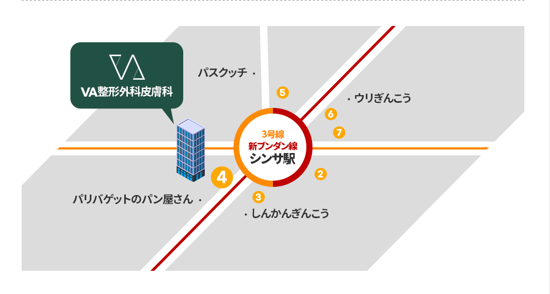 VA
VA整形外科皮膚科
パスクッチ
ウリぎんこう
5
6
7
3号線
新ブンダン線
シンサ駅
4
2
3
パリバゲットのパン屋さん
しんかんぎんこう